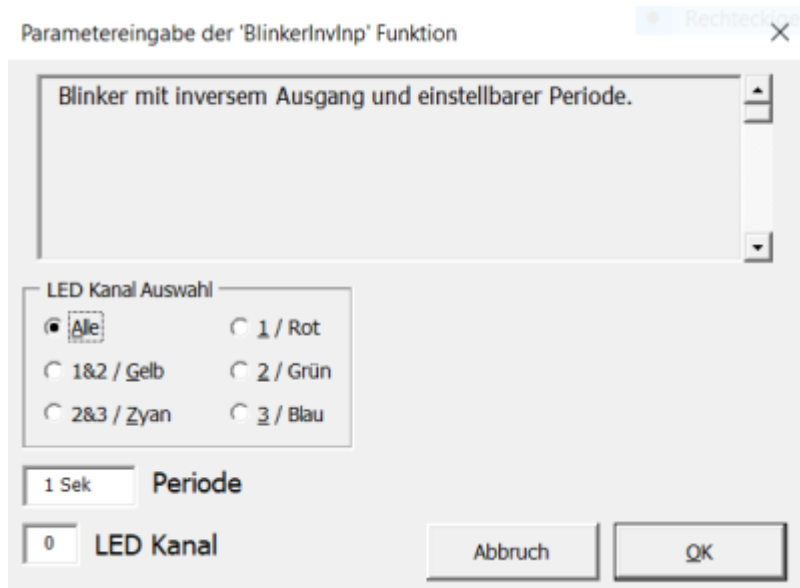 Rechteckige
Parametereingabe der 'BlinkerInvInp' Funktion
Blinker mit inversem Ausgang und einstellbarer Periode.
LED Kanal Auswahl
Alle
1 / Rot
1&2 / Gelb
2 / Grün
2&3 / Zyan
3 / Blau
1 Sek Periode
0 LED Kanal
Abbruch
OK